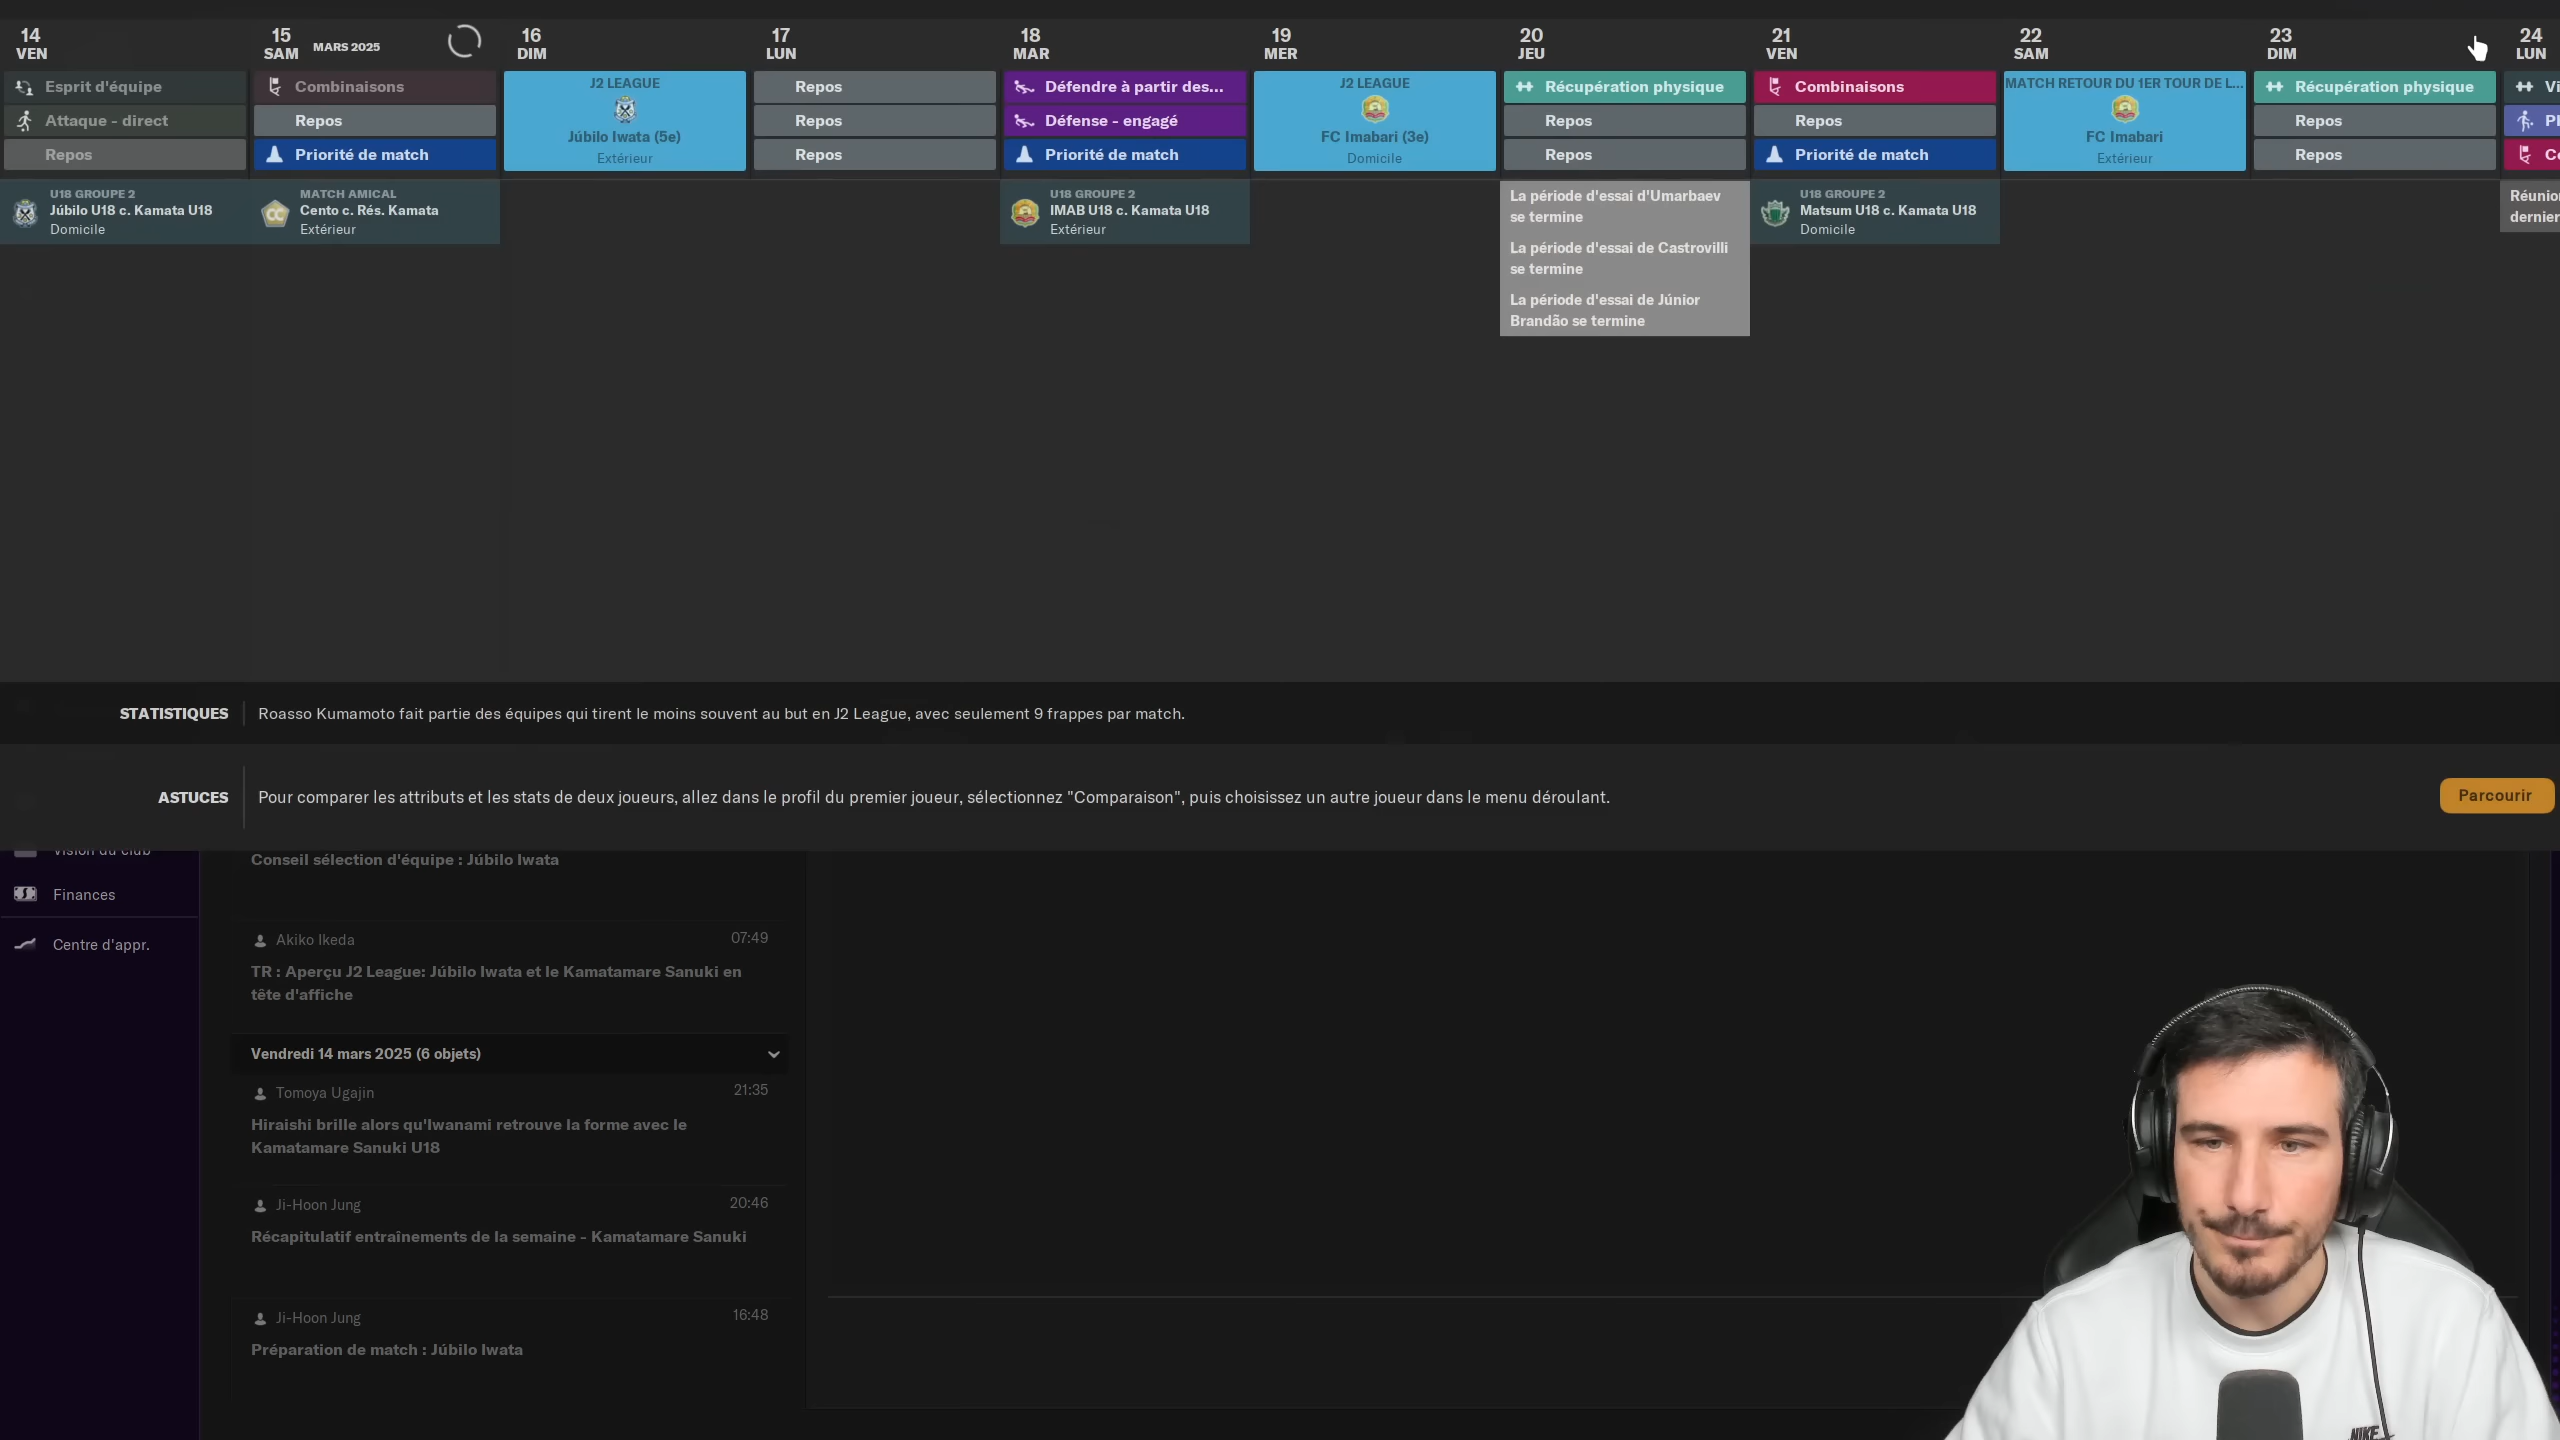 14
VEN
15
SAM MARS 2025
16
DIM
17
LUN
18
MAR
19
MER
20
JEU
21
VEN
22
SAM
23
DIM
24
LUN
Esprit d'équipe
Attaque - direct
Repos
Combinaisons
Repos
Priorité de match
J2 LEAGUE
Júbilo Iwata (5e)
Extérieur
Repos
Repos
Repos
Défendre à partir des...
Défense - engagé
Priorité de match
J2 LEAGUE
FC Imabari (3e)
Domicile
Récupération physique
Repos
Repos
Combinaisons
Repos
Priorité de match
MATCH RETOUR DU 1ER TOUR DE L...
FC Imabari
Extérieur
Récupération physique
Repos
Repos
U18 GROUPE 2
Júbilo U18 c. Kamata U18
Domicile
MATCH AMICAL
Cento c. Rés. Kamata
Extérieur
U18 GROUPE 2
IMAB U18 c. Kamata U18
Extérieur
La période d'essai d'Umarbaev
se termine
La période d'essai de Castrovilli
se termine
La période d'essai de Júnior
Brandão se termine
U18 GROUPE 2
Matsum U18 c. Kamata U18
Domicile
STATISTIQUES
Roasso Kumamoto fait partie des équipes qui tirent le moins souvent au but en J2 League, avec seulement 9 frappes par match.
ASTUCES
Pour comparer les attributs et les stats de deux joueurs, allez dans le profil du premier joueur, sélectionnez "Comparaison", puis choisissez un autre joueur dans le menu déroulant.
Parcourir
Vision du club
Finances
Centre d'appr.
Conseil sélection d'équipe : Júbilo Iwata
Akiko Ikeda 07:49
TR : Aperçu J2 League: Júbilo Iwata et le Kamatamare Sanuki en
tête d'affiche
Vendredi 14 mars 2025 (6 objets)
Tomoya Ugajin 21:35
Hiraishi brille alors qu'Iwanami retrouve la forme avec le
Kamatamare Sanuki U18
Ji-Hoon Jung 20:46
Récapitulatif entraînements de la semaine - Kamatamare Sanuki
Ji-Hoon Jung 16:48
Préparation de match : Júbilo Iwata
NIKE